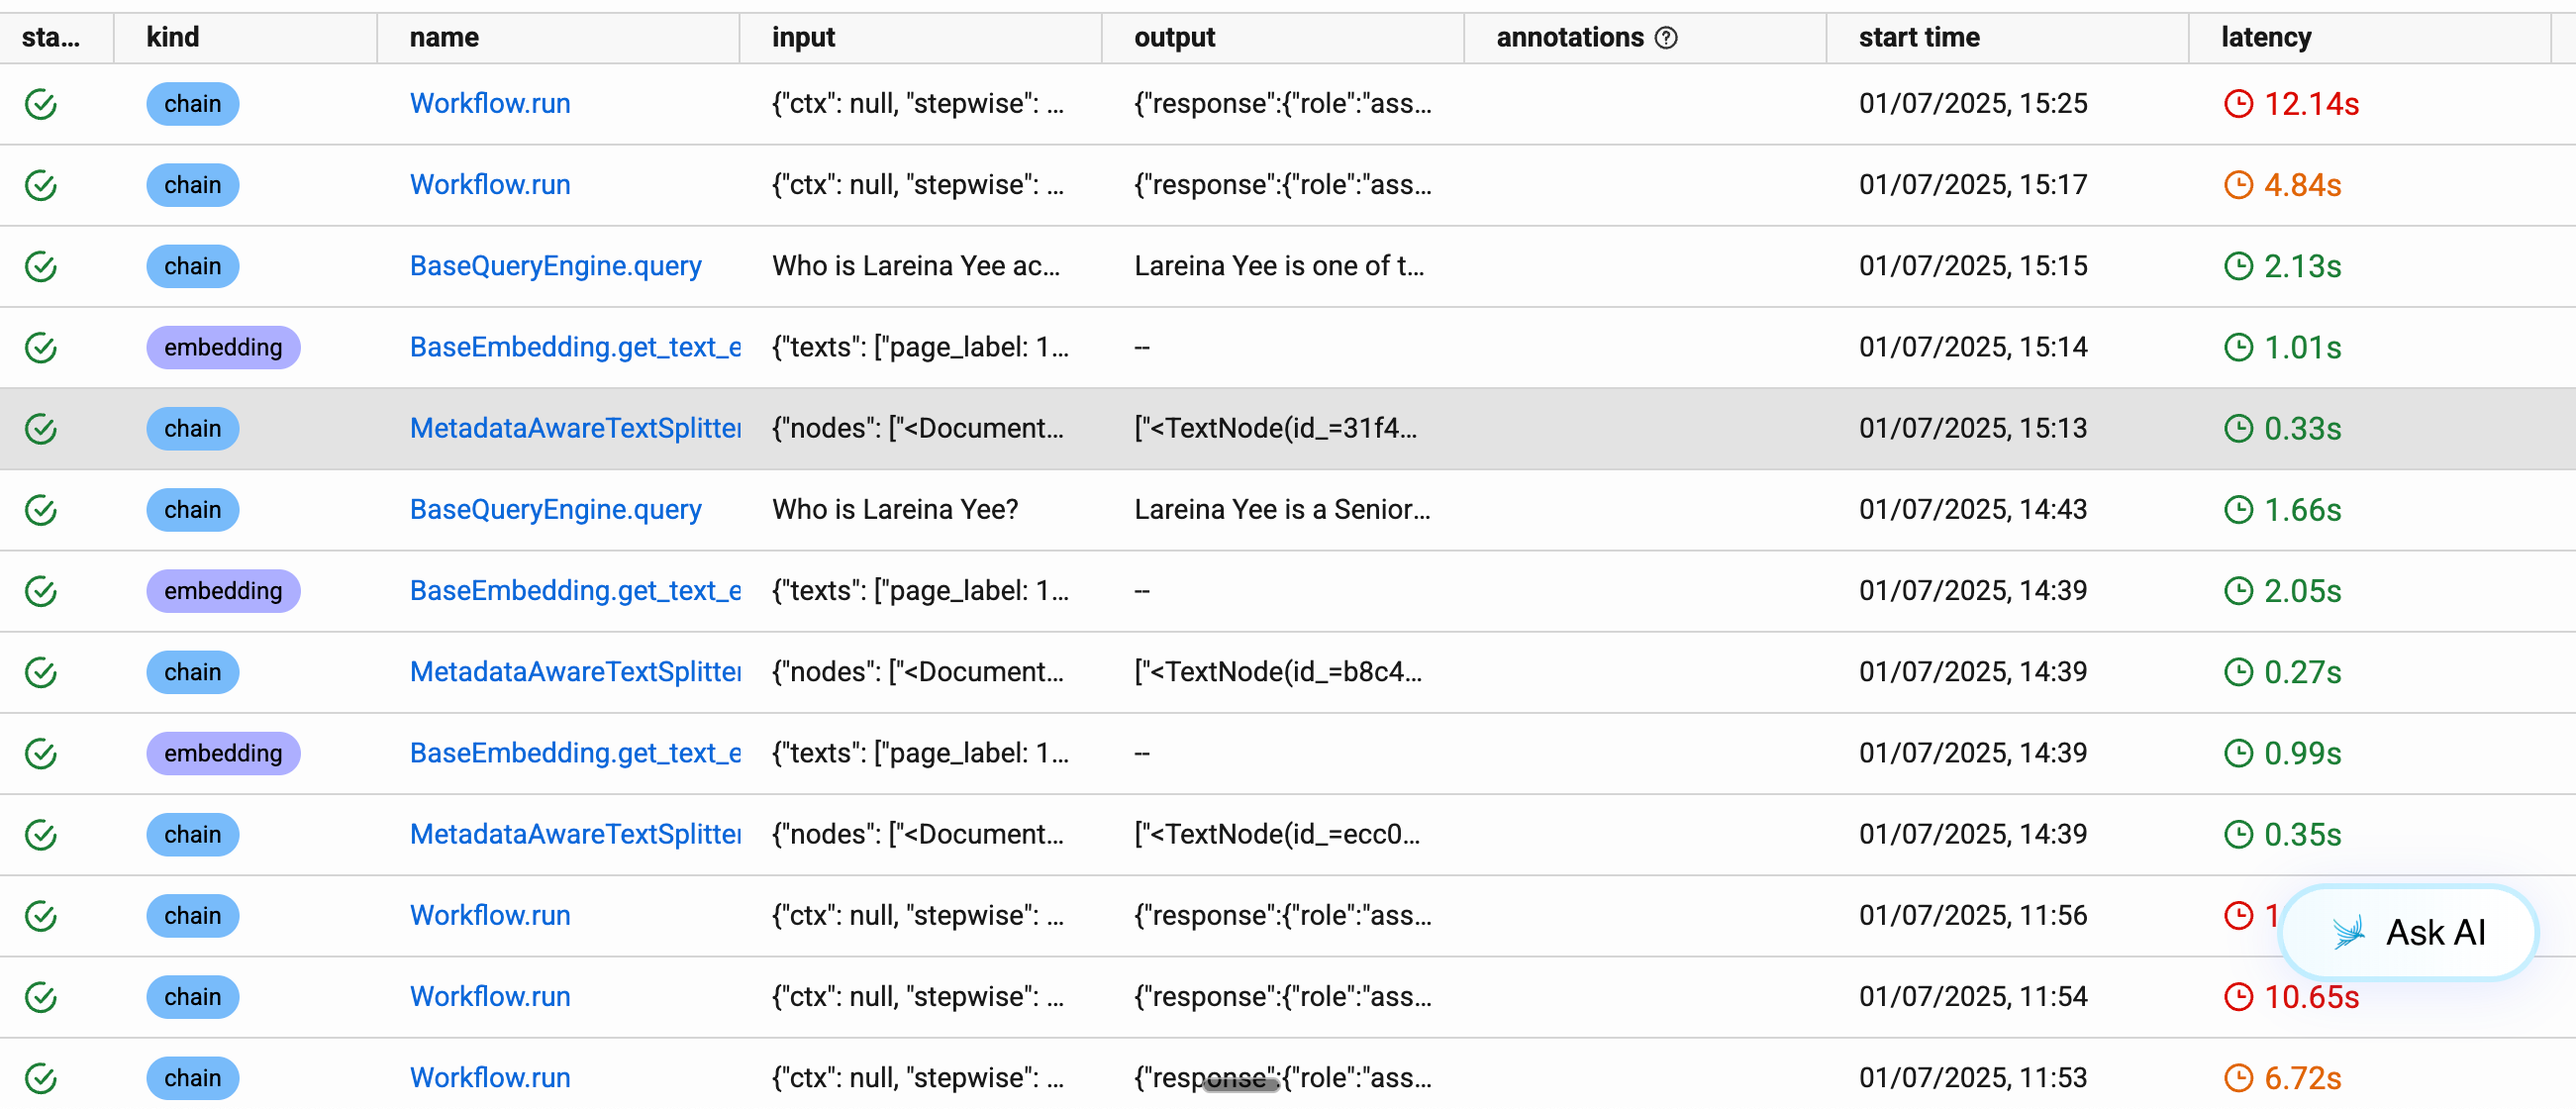 sta... kind name input output annotations ? start time latency
chain Workflow.run {"ctx": null, "stepwise": ... {"response":{"role":"ass... 01/07/2025, 15:25 12.14s
chain Workflow.run {"ctx": null, "stepwise": ... {"response":{"role":"ass... 01/07/2025, 15:17 4.84s
chain BaseQueryEngine.query Who is Lareina Yee ac... Lareina Yee is one of t... 01/07/2025, 15:15 2.13s
embedding BaseEmbedding.get_text_e {"texts": ["page_label: 1... -- 01/07/2025, 15:14 1.01s
chain MetadataAwareTextSplitter {"nodes": ["<Document... ["<TextNode(id_=31f4... 01/07/2025, 15:13 0.33s
chain BaseQueryEngine.query Who is Lareina Yee? Lareina Yee is a Senior... 01/07/2025, 14:43 1.66s
embedding BaseEmbedding.get_text_e {"texts": ["page_label: 1... -- 01/07/2025, 14:39 2.05s
chain MetadataAwareTextSplitter {"nodes": ["<Document... ["<TextNode(id_=b8c4... 01/07/2025, 14:39 0.27s
embedding BaseEmbedding.get_text_e {"texts": ["page_label: 1... -- 01/07/2025, 14:39 0.99s
chain MetadataAwareTextSplitter {"nodes": ["<Document... ["<TextNode(id_=ecc0... 01/07/2025, 14:39 0.35s
chain Workflow.run {"ctx": null, "stepwise": ... {"response":{"role":"ass... 01/07/2025, 11:56
Ask AI
chain Workflow.run {"ctx": null, "stepwise": ... {"response":{"role":"ass... 01/07/2025, 11:54 10.65s
chain Workflow.run {"ctx": null, "stepwise": ... {"response":{"role":"ass... 01/07/2025, 11:53 6.72s